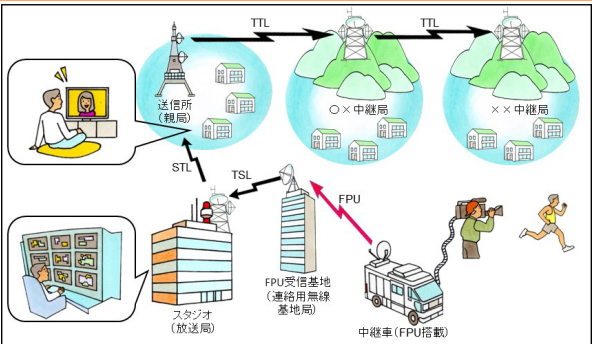 TTL
TTL
送信所
(親局)
○×中継局
××中継局
STL
TSL
FPU
FPU受信基地
(連絡用無線
基地局)
スタジオ
(放送局)
中継車(FPU搭載)